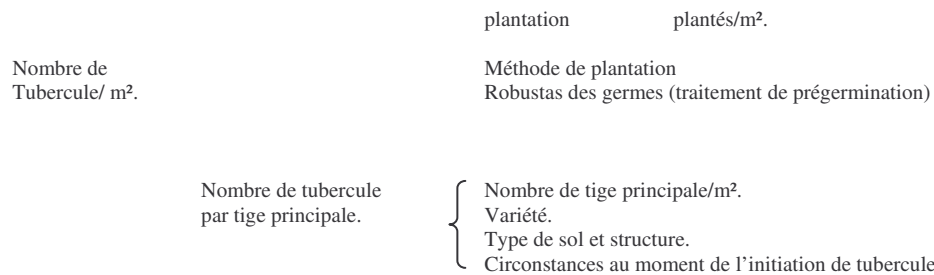 plantation plantés/m².
Nombre de Méthode de plantation
Tubercule/ m². Robustas des germes (traitement de prégermination)
Nombre de tubercule Nombre de tige principale/m².
par tige principale. Variété.
Type de sol et structure.
Circonstances au moment de l’initiation de tubercule